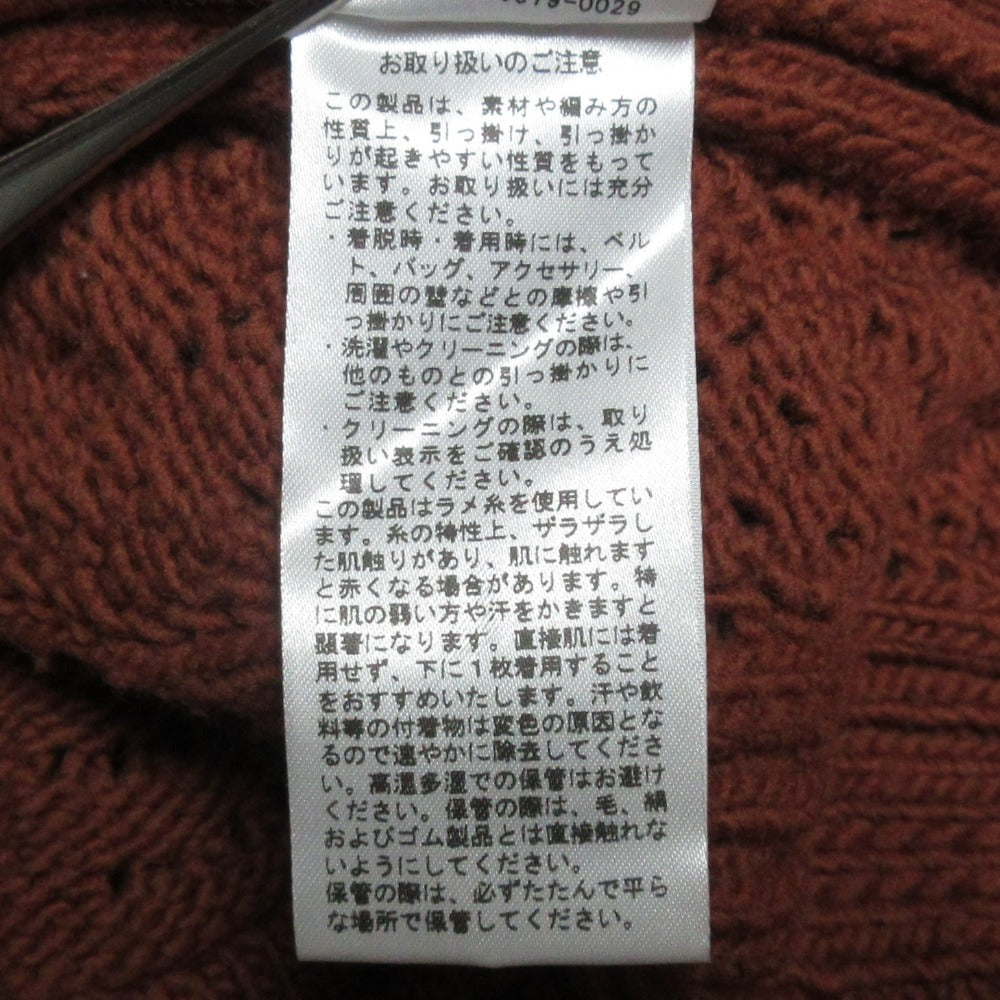 079-0029
お取り扱いのご注意
この製品は、素材や編み方の
性質上、引っ掛け、引っ掛か
りが起きやすい性質をもって
います。お取り扱いには充分
ご注意ください。
・着脱時・着用時には、ベル
ト、バッグ、アクセサリー、
周囲の壁などとの摩擦や引
っ掛かりにご注意ください。
・洗濯やクリーニングの際は、
他のものとの引っ掛かりに
ご注意ください。
・クリーニングの際は、取り
扱い表示をご確認のうえ処
理してください。
この製品はラメ糸を使用してい
ます。糸の特性上、ザラザラし
た肌触りがあり、肌に触れます
と赤くなる場合があります。特
に肌の弱い方や汗をかきますと
顕著になります。直接肌には着
用せず、下に1枚着用すること
をおすすめいたします。汗や飲
料等の付着物は変色の原因とな
るので速やかに除去してくださ
い。高温多湿での保管はお避け
ください。保管の際は、毛、絹
およびゴム製品とは直接触れな
いようにしてください。
保管の際は、必ずたたんで平ら
な場所で保管してください。